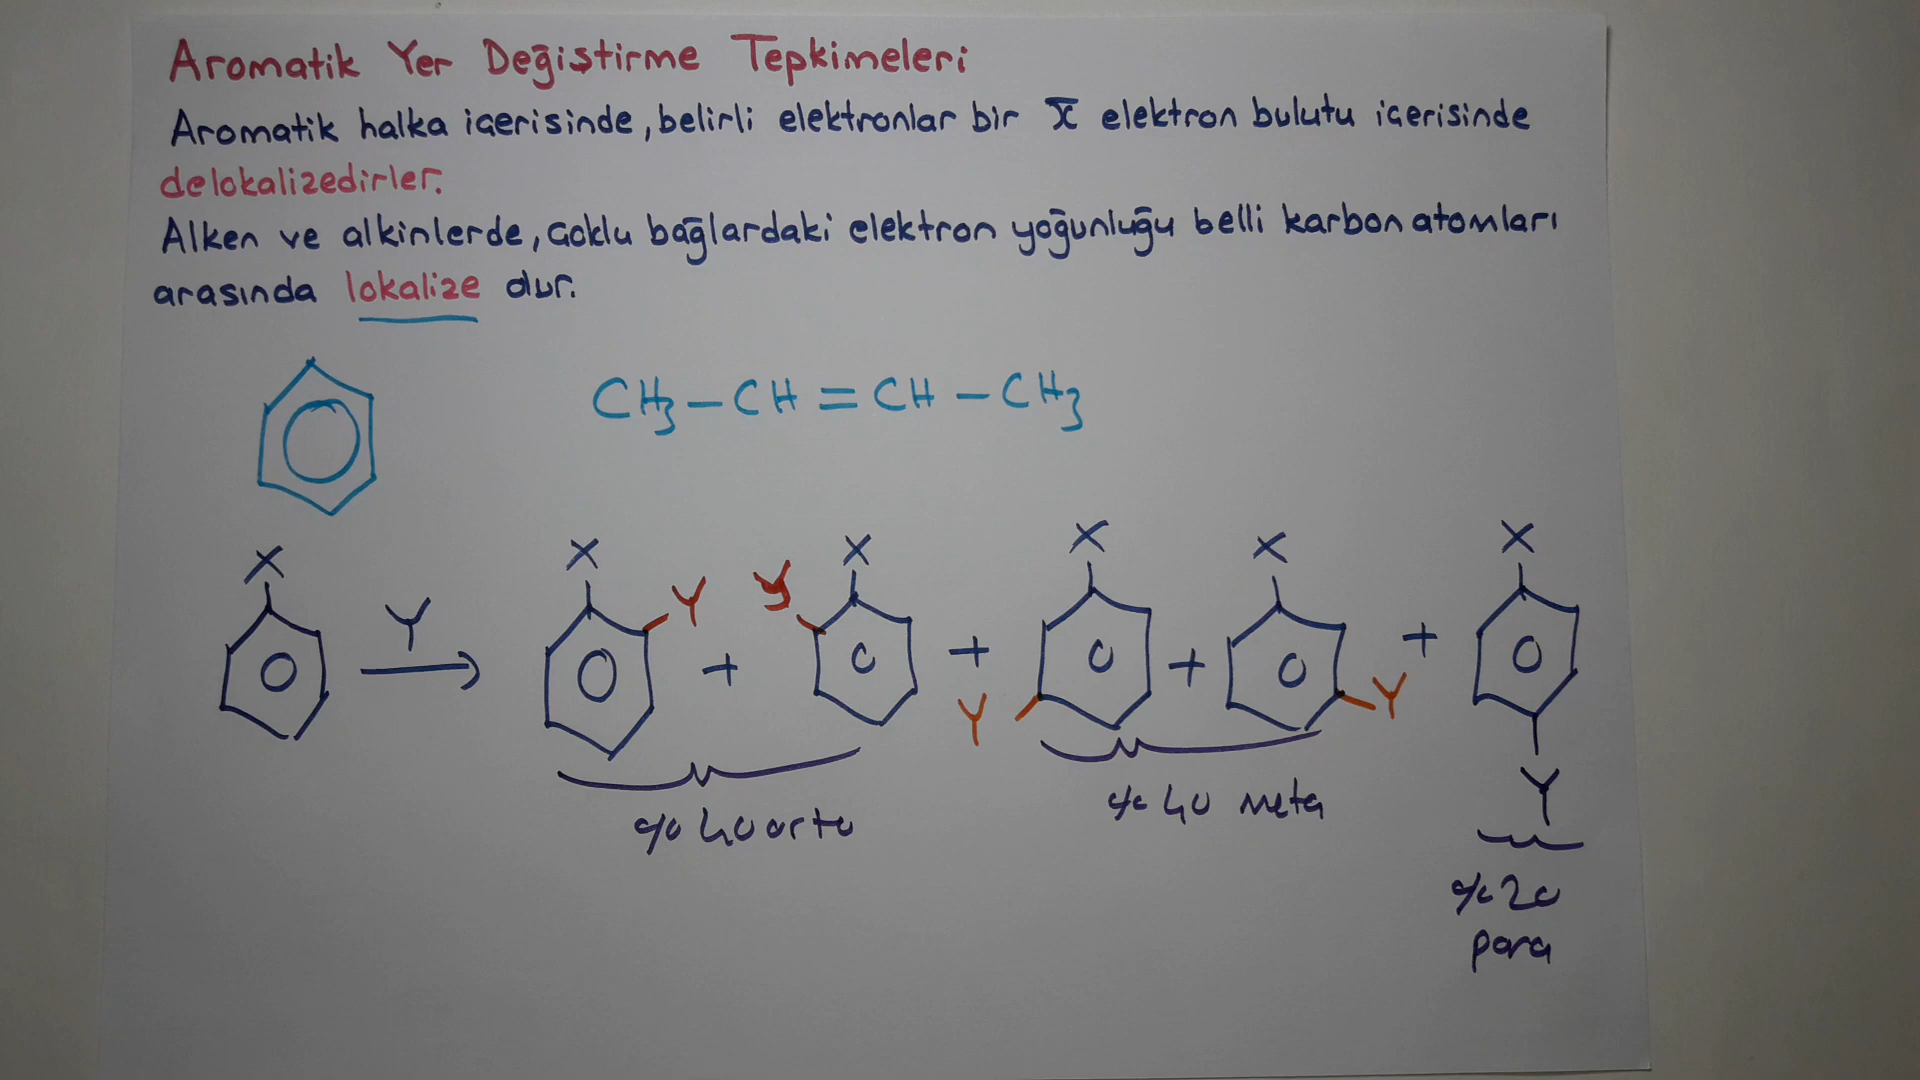 Aromatik Yer Değiştirme Tepkimeleri
Aromatik halka içerisinde, belirli elektronlar bir π elektron bulutu içerisinde
delokalizedirler.
Alken ve alkinlerde, çoklu bağlardaki elektron yoğunluğu belli karbon atomları
arasında lokalize olur.
CH3 — CH = CH — CH3
X X X X X X
Y Y Y
+ + + +
Y Y
Y
% 40 orto
% 40 meta
% 20
para